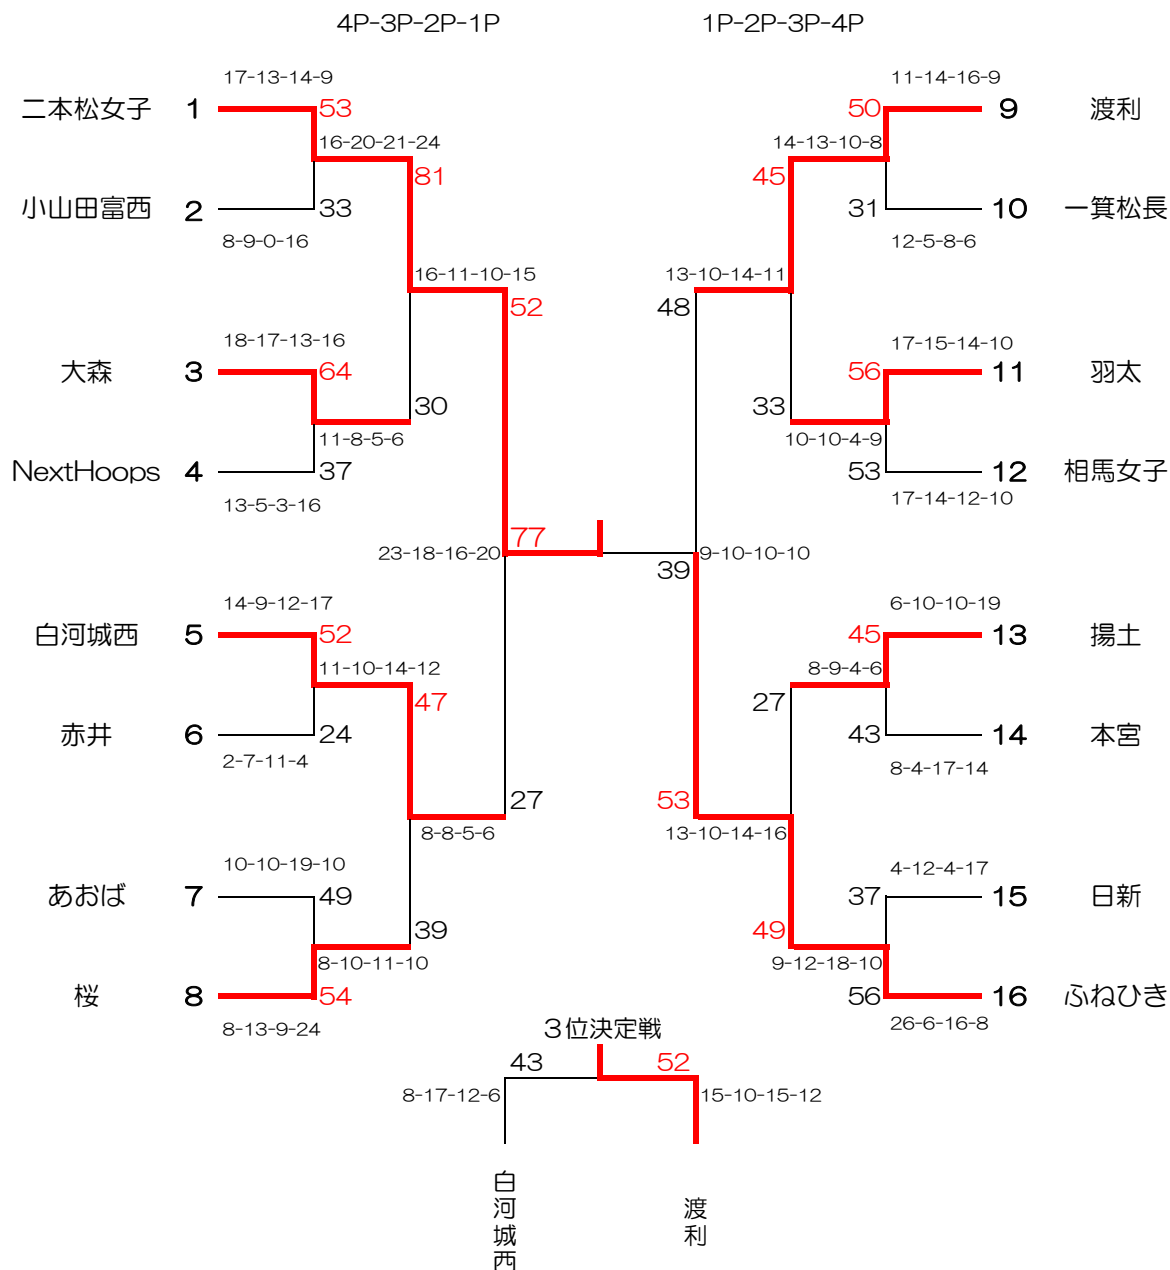 4P-3P-2P-1P
1P-2P-3P-4P
17-13-14-9
二本松女子 1 53
16-20-21-24
81
小山田富西 2 33
8-9-0-16
16-11-10-15
52
18-17-13-16
大森 3 64
30
11-8-5-6
NextHoops 4 37
13-5-3-16
23-18-16-20
77
14-9-12-17
白河城西 5 52
11-10-14-12
47
赤井 6 24
2-7-11-4
27
8-8-5-6
10-10-19-10
あおば 7 49
39
8-10-11-10
桜 8 54
8-13-9-24
11-14-16-9
50 9 渡利
14-13-10-8
45
31 10 一箕松長
12-5-8-6
13-10-14-11
48
17-15-14-10
56 11 羽太
33
10-10-4-9
53 12 相馬女子
17-14-12-10
9-10-10-10
39
6-10-10-19
45 13 揚土
8-9-4-6
27
43 14 本宮
8-4-17-14
53
13-10-14-16
4-12-4-17
37 15 日新
49
9-12-18-10
56 16 ふねひき
26-6-16-8
３位決定戦
43 52
8-17-12-6 15-10-15-12
白河城西
渡利